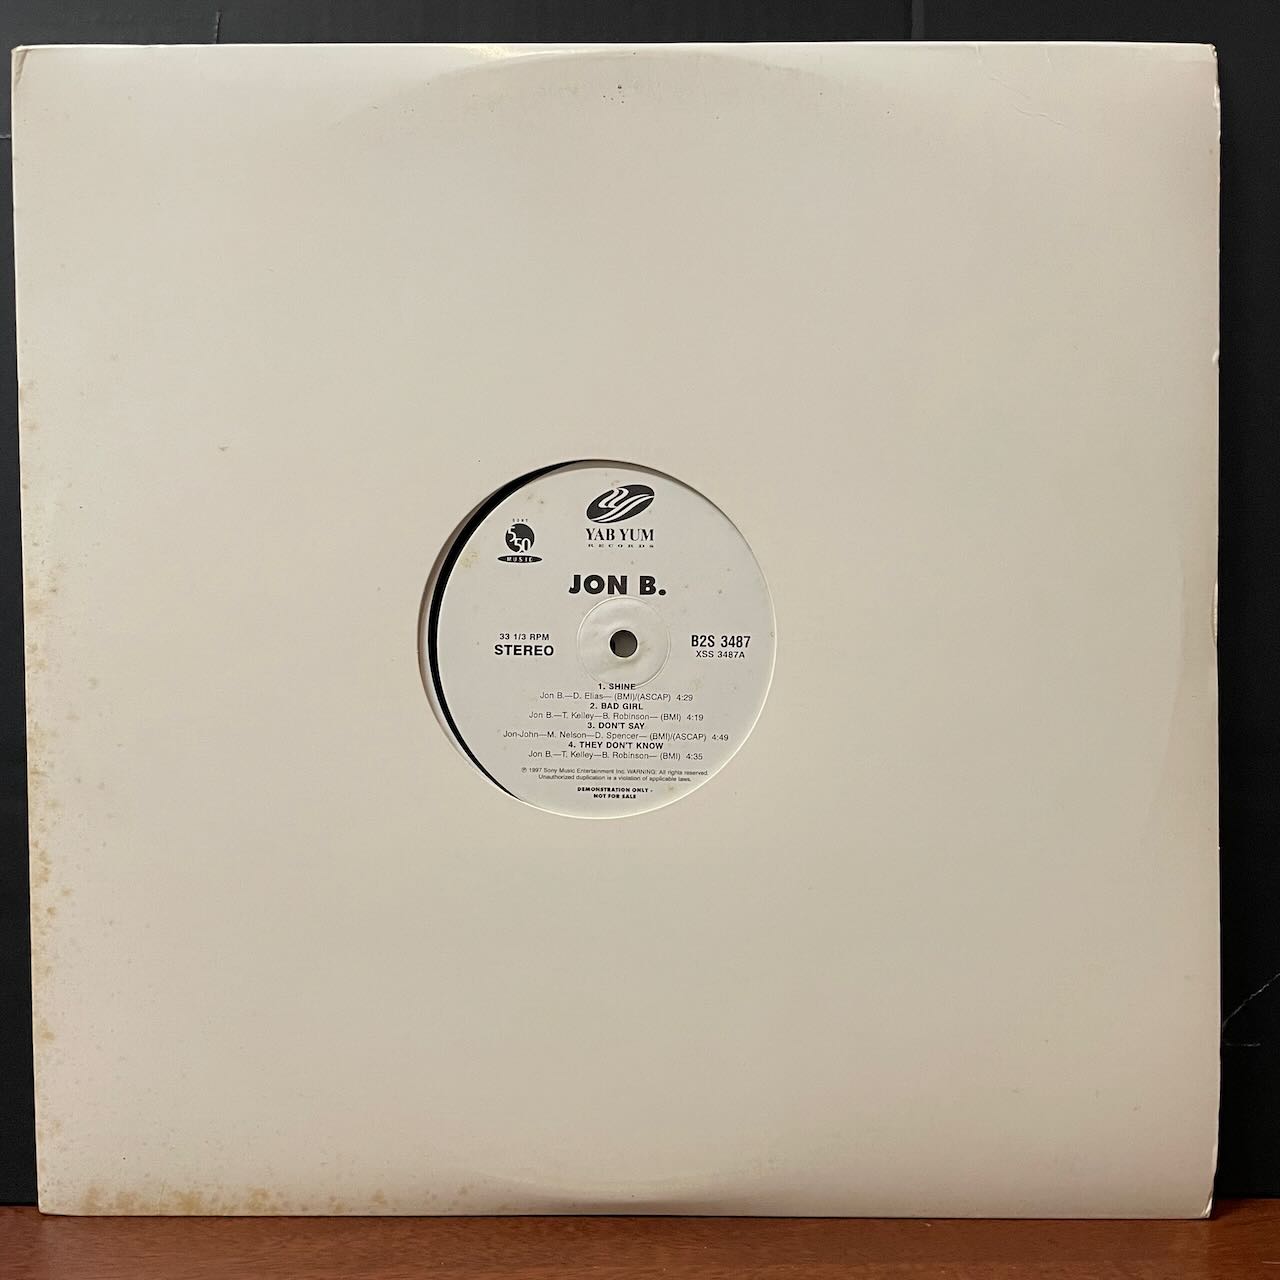 YAB YUM
RECORDS
SONY
550
MUSIC
JON B.
33 1/3 RPM
STEREO
B2S 3487
XSS 3487A
1. SHINE
Jon B.—D. Elias— (BMI)/(ASCAP) 4:29
2. BAD GIRL
Jon B.—T. Kelley—B. Robinson— (BMI) 4:19
3. DON'T SAY
Jon-John—M. Nelson—D. Spencer— (BMI)/(ASCAP) 4:49
4. THEY DON'T KNOW
Jon B.—T. Kelley—B. Robinson— (BMI) 4:35
℗ 1997 Sony Music Entertainment Inc. WARNING: All rights reserved.
Unauthorized duplication is a violation of applicable laws.
DEMONSTRATION ONLY -
NOT FOR SALE